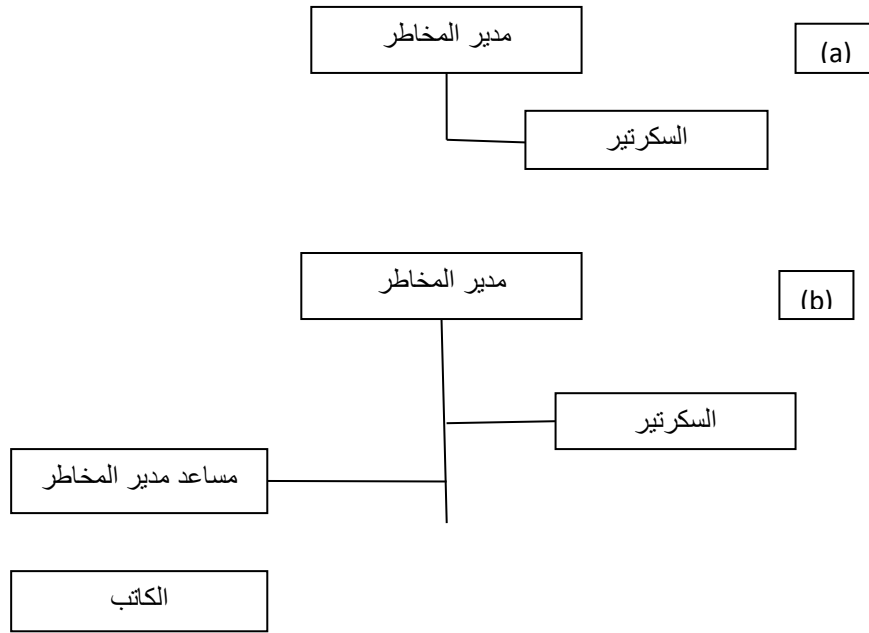 مدير المخاطر
(a)
السكرتير
مدير المخاطر
(b)
السكرتير
مساعد مدير المخاطر
الكاتب